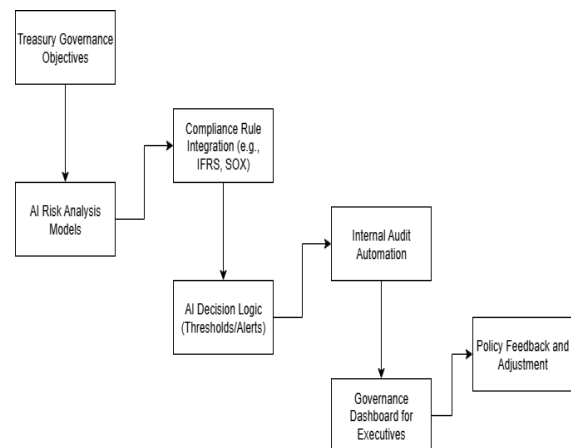 Treasury Governance
Objectives
AI Risk Analysis
Models
Compliance Rule
Integration (e.g.,
IFRS, SOX)
AI Decision Logic
(Thresholds/Alerts)
Internal Audit
Automation
Governance
Dashboard for
Executives
Policy Feedback and
Adjustment